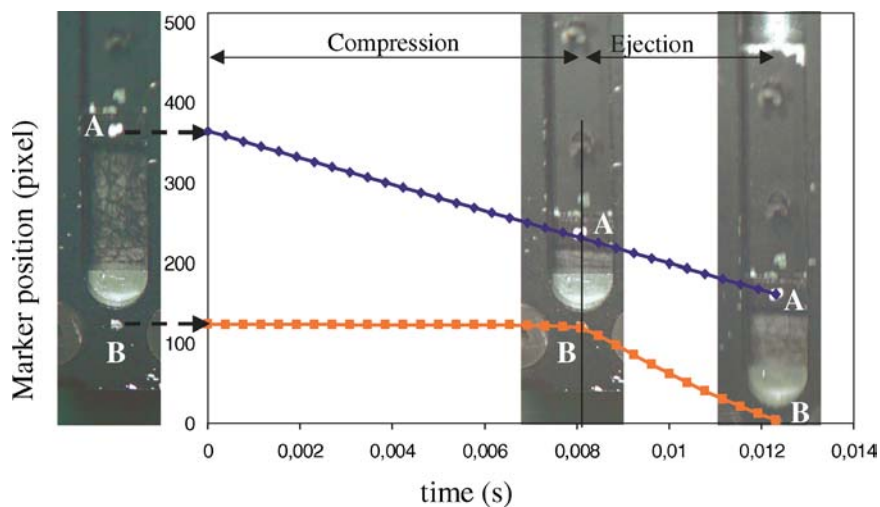 500
Compression
Ejection
400
A
300
A
200
A
100
B
B
B
0
0
0,002
0,004
0,006
0,008
0,01
0,012
0,014
Marker position (pixel)
time (s)